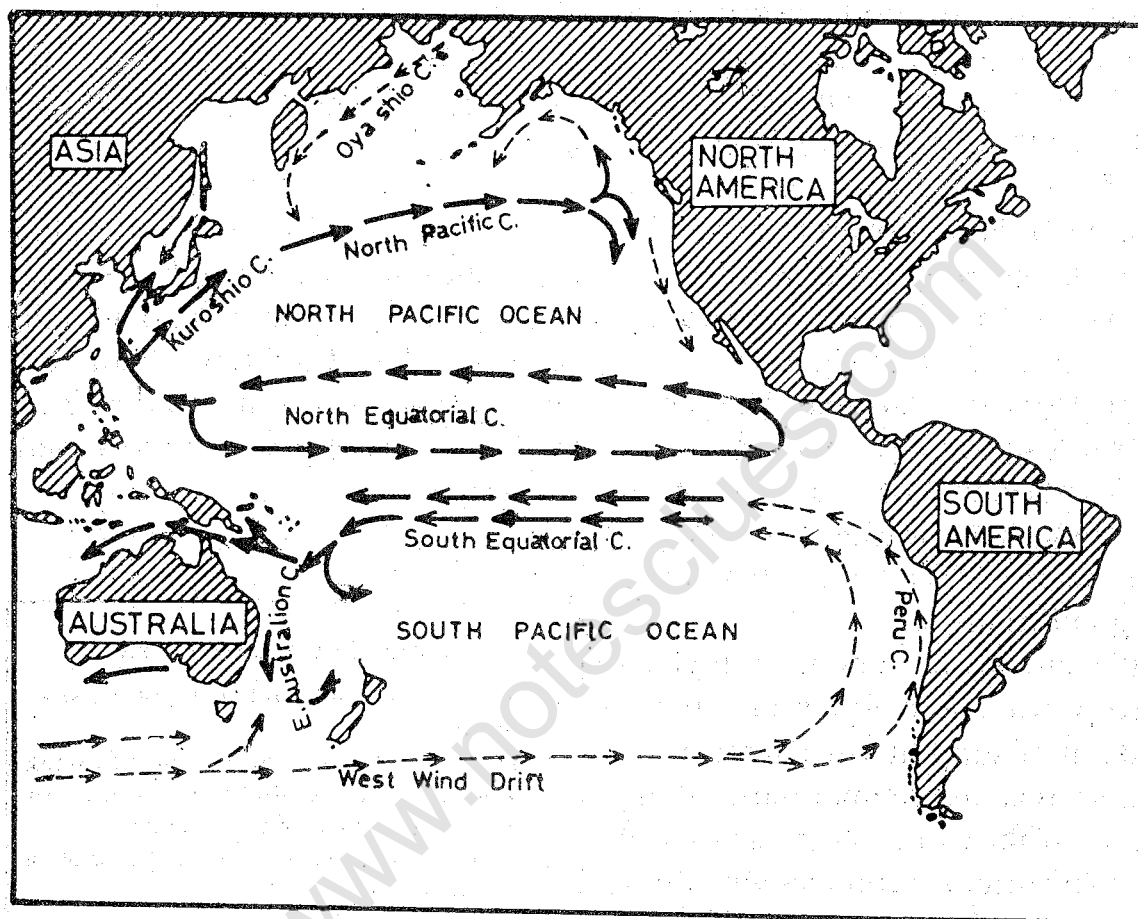 Oya shio C.
ASIA
NORTH
AMERICA
North Pacific C.
Kuroshio C.
NORTH PACIFIC OCEAN
North Equatorial C.
SOUTH
AMERICA
South Equatorial C.
Peru C.
AUSTRALIA
E. Australion C.
SOUTH PACIFIC OCEAN
West Wind Drift
www.notesclues.com